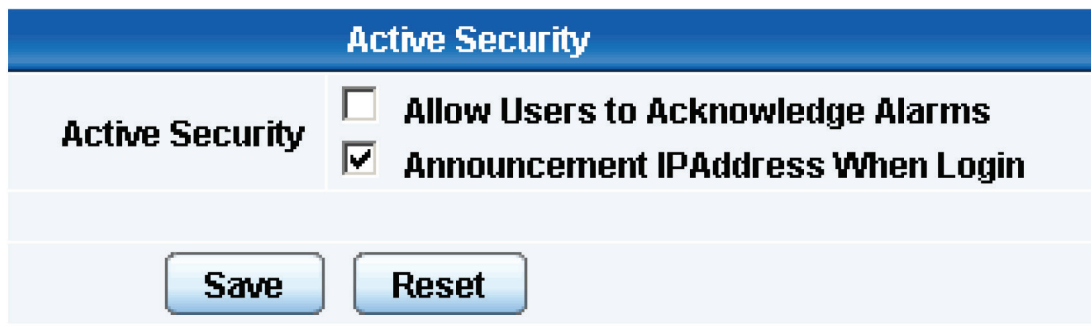 Active Security
Active Security
Allow Users to Acknowledge Alarms
Announcement IPAddress When Login
Save
Reset